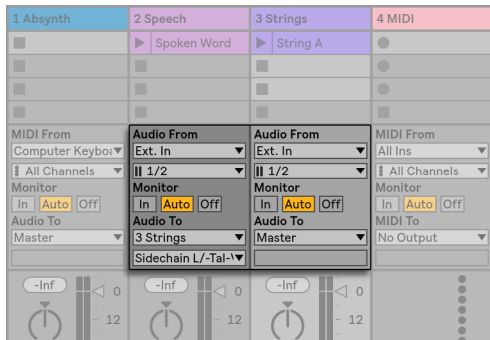 1 Absynth 2 Speech 3 Strings 4 MIDI
Spoken Word String A
MIDI From Audio From Audio From MIDI From
Ext. In Ext. In All Ins
All Channels 1/2 1/2 All Channels
Monitor Monitor Monitor Monitor
In Auto Off In Auto Off In Auto Off In Auto Off
Audio To Audio To Audio To MIDI To
Master 3 Strings Master No Output
Sidechain L/-Tal-
-Inf -Inf -Inf
0 0 0
12 12 12